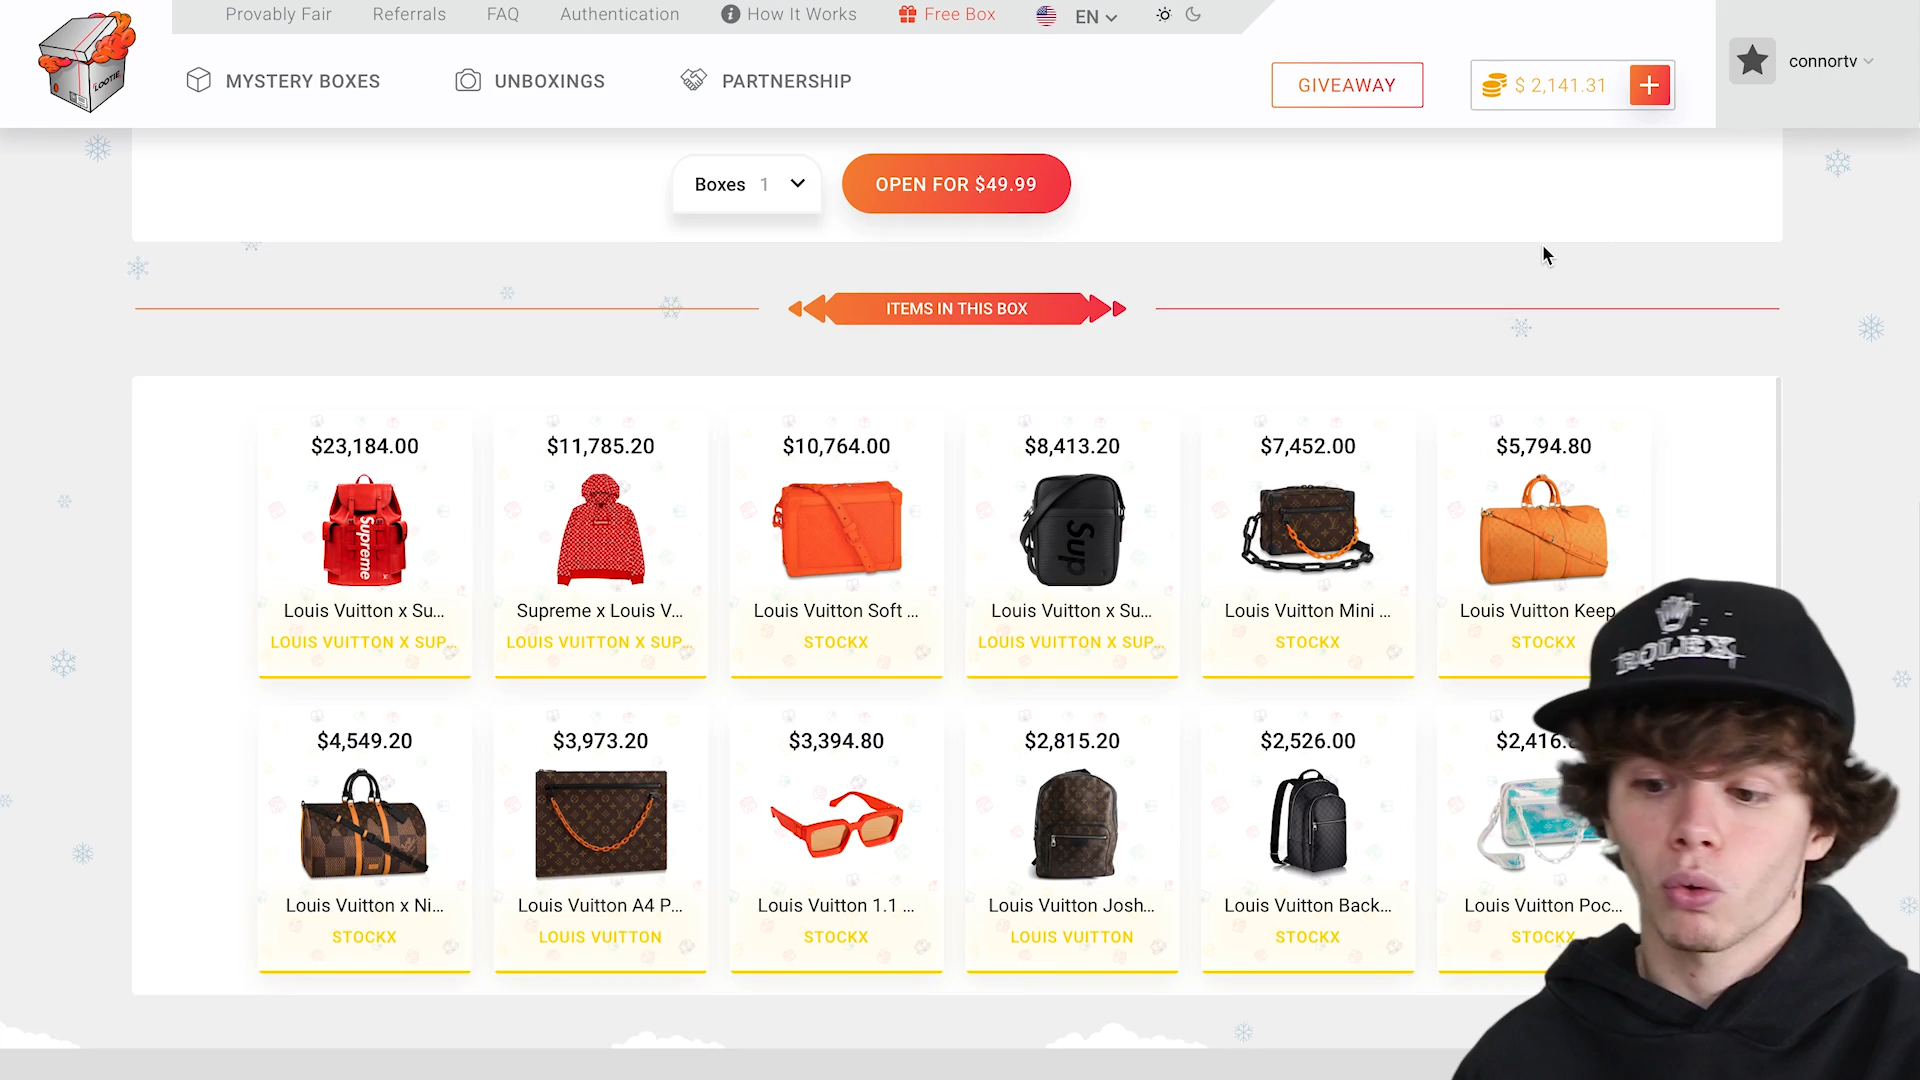 Provably Fair Referrals FAQ Authentication How It Works Free Box EN
LOOTIE
MYSTERY BOXES UNBOXINGS PARTNERSHIP GIVEAWAY $ 2,141.31 + connortv
Boxes 1 OPEN FOR $49.99
ITEMS IN THIS BOX
$23,184.00 $11,785.20 $10,764.00 $8,413.20 $7,452.00 $5,794.80
Supreme Sup
Louis Vuitton x Su... Supreme x Louis V... Louis Vuitton Soft ... Louis Vuitton x Su... Louis Vuitton Mini ... Louis Vuitton Keep
LOUIS VUITTON X SUP... LOUIS VUITTON X SUP... STOCKX LOUIS VUITTON X SUP... STOCKX STOCKX
ROLEX
$4,549.20 $3,973.20 $3,394.80 $2,815.20 $2,526.00 $2,416.
Louis Vuitton x Ni... Louis Vuitton A4 P... Louis Vuitton 1.1 ... Louis Vuitton Josh... Louis Vuitton Back... Louis Vuitton Poc...
STOCKX LOUIS VUITTON STOCKX LOUIS VUITTON STOCKX STOCKX